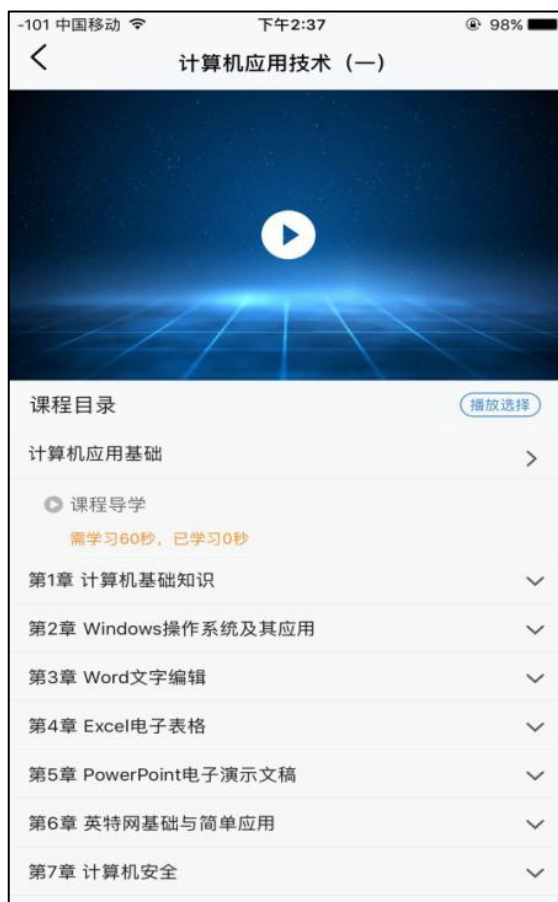 -101 中国移动 下午2:37 98%
计算机应用技术（一）
课程目录 播放选择
计算机应用基础
课程导学
需学习60秒，已学习0秒
第1章 计算机基础知识
第2章 Windows操作系统及其应用
第3章 Word文字编辑
第4章 Excel电子表格
第5章 PowerPoint电子演示文稿
第6章 英特网基础与简单应用
第7章 计算机安全